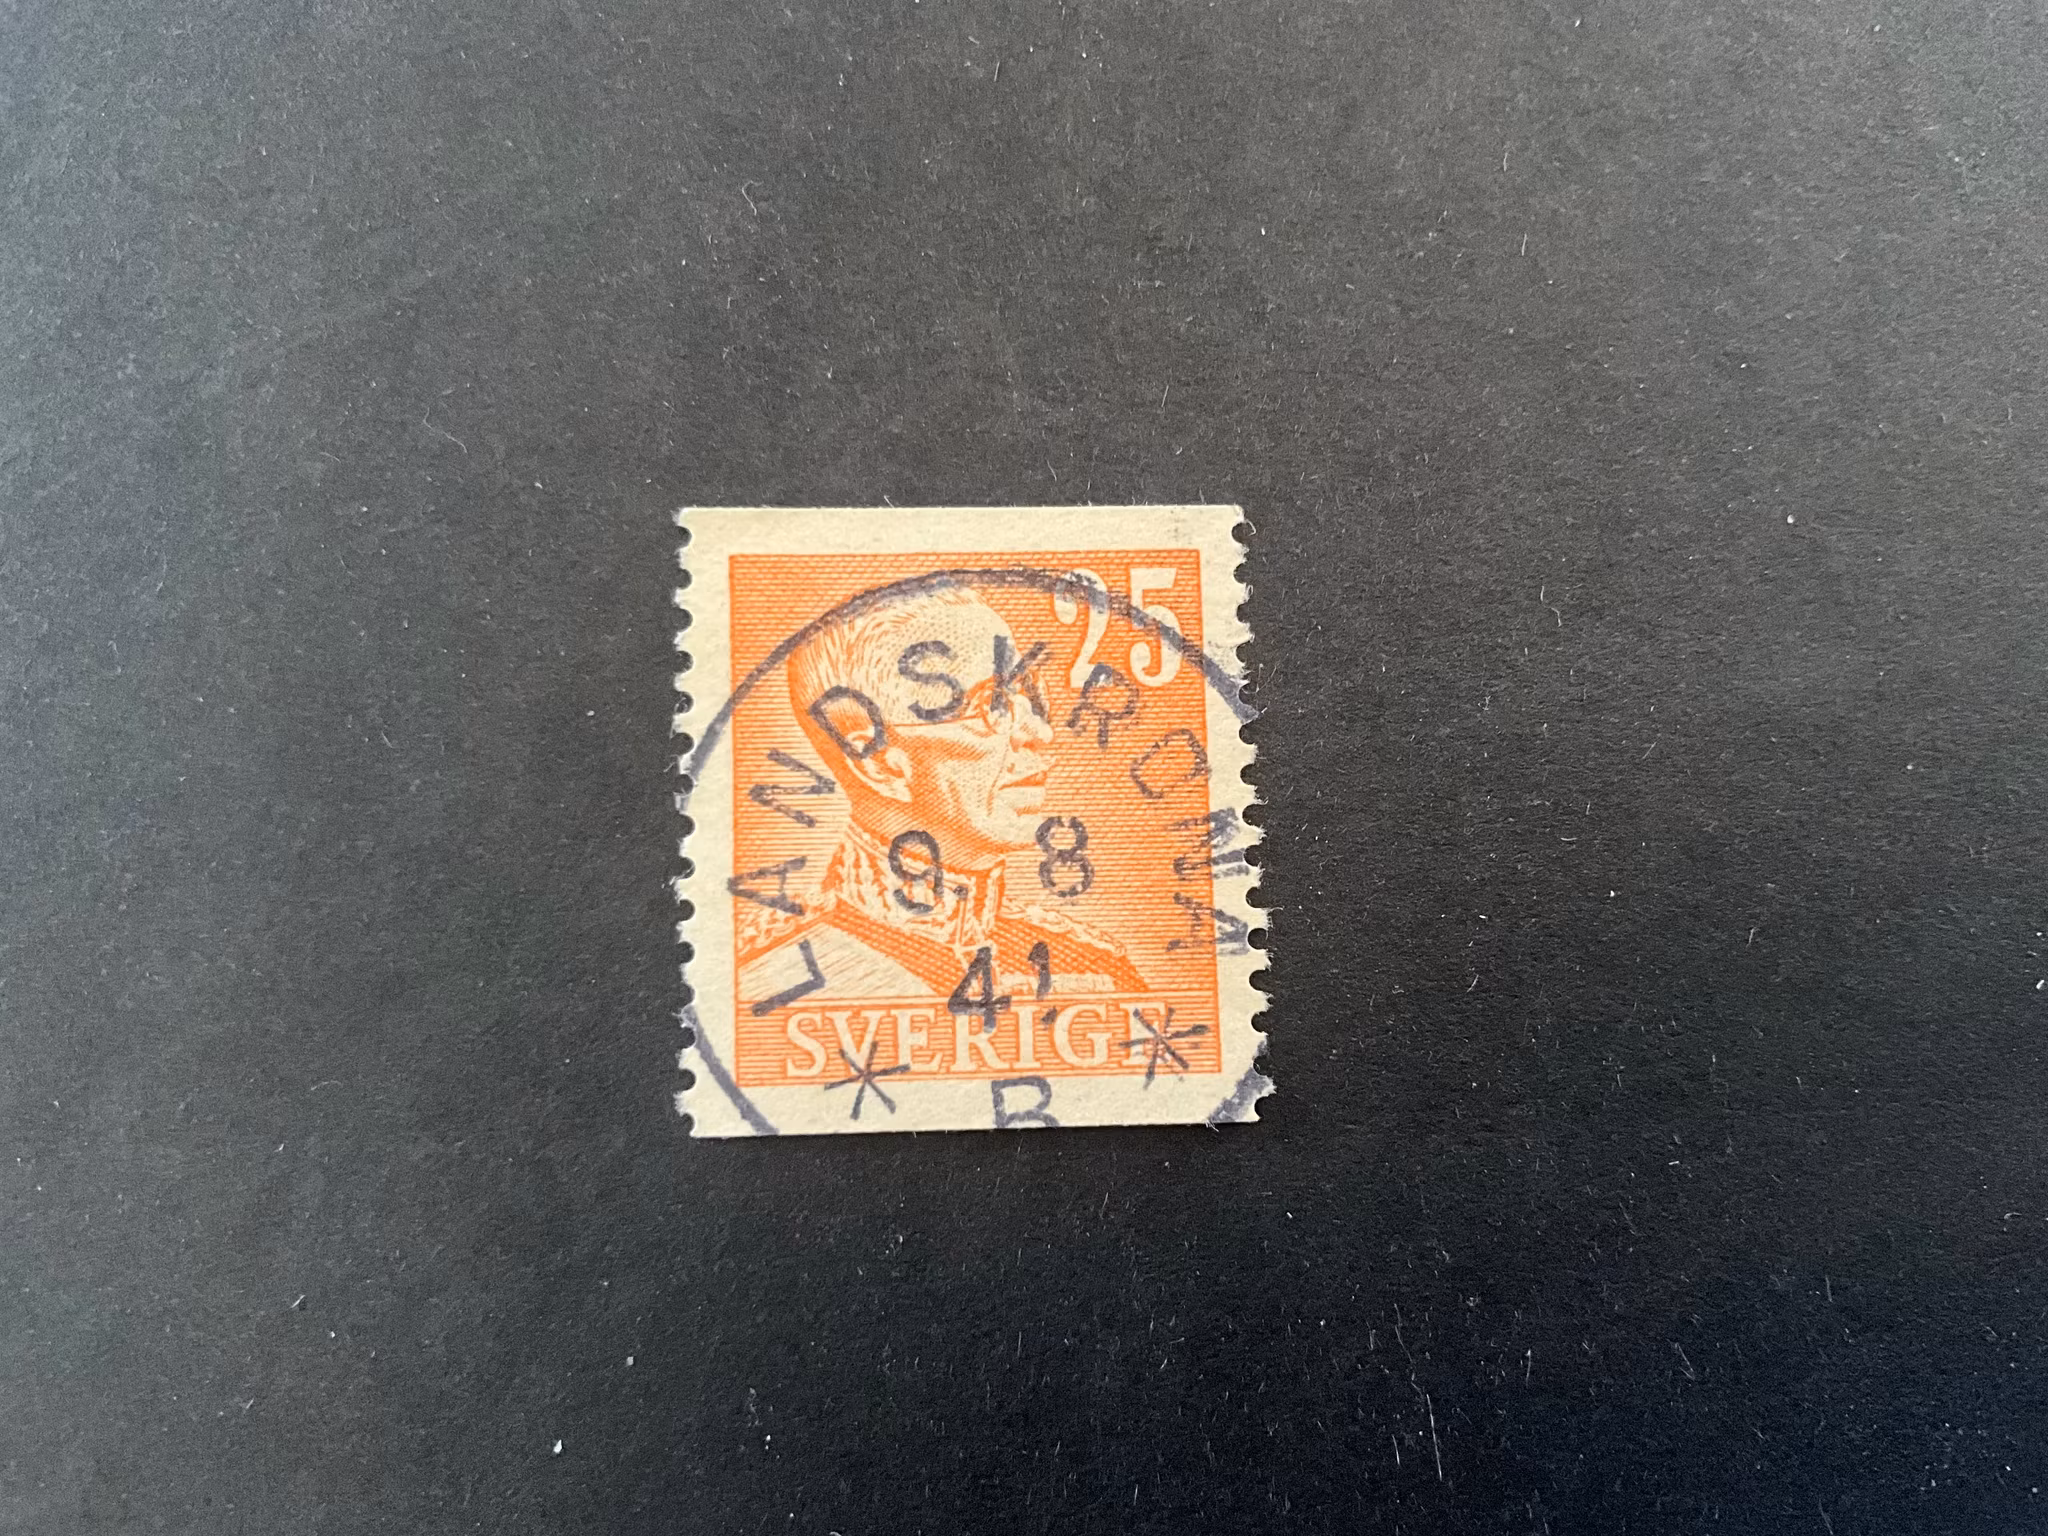 25
LANDSKRONA
9. 8
41.
SVERIGE
* B *